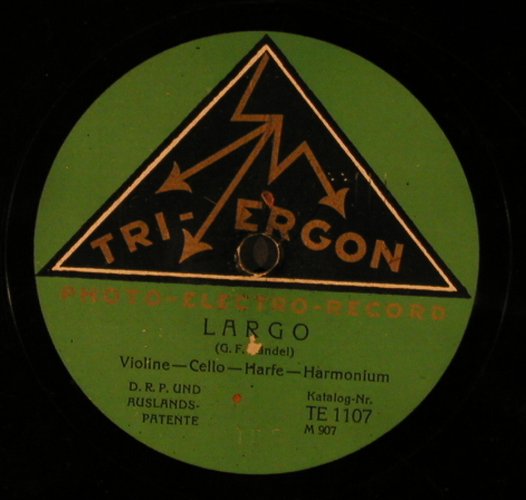 TRI-ERGON
PHOTO-ELECTRO-RECORD
LARGO
(G. F.
Violine—Cello—Harfe—Harmonium
D. R. P. UND
AUSLANDS-
PATENTE
Katalog-Nr.
TE 1107
M 907